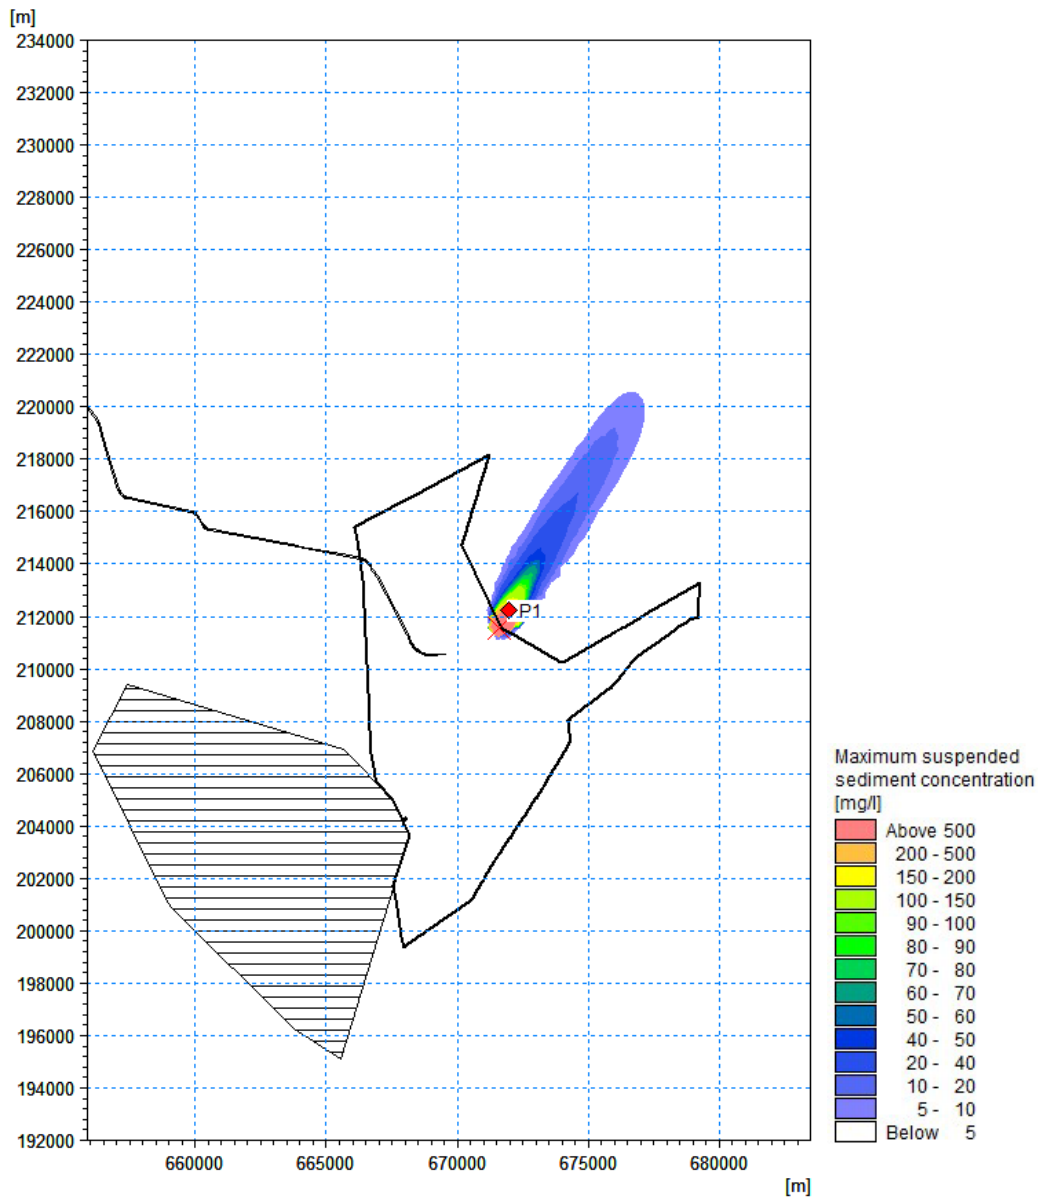 [m]
234000
232000
230000
228000
226000
224000
222000
220000
218000
216000
214000
212000
210000
208000
206000
204000
202000
200000
198000
196000
194000
192000
660000 665000 670000 675000 680000
[m]
P1
Maximum suspended
sediment concentration
[mg/l]
Above 500
200 - 500
150 - 200
100 - 150
90 - 100
80 - 90
70 - 80
60 - 70
50 - 60
40 - 50
20 - 40
10 - 20
5 - 10
Below 5